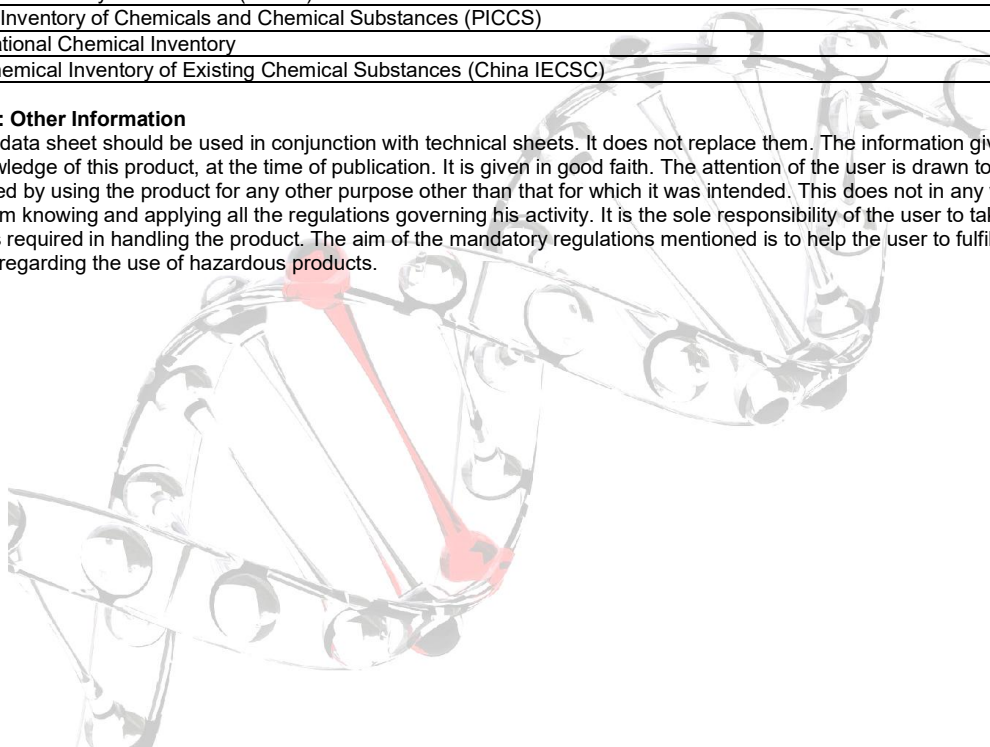 Inventory of Chemicals and Chemical Substances (PICCS)
ational Chemical Inventory
hemical Inventory of Existing Chemical Substances (China IECSC)
: Other Information
data sheet should be used in conjunction with technical sheets. It does not replace them. The information giv
wledge of this product, at the time of publication. It is given in good faith. The attention of the user is drawn to
ed by using the product for any other purpose other than that for which it was intended. This does not in any
m knowing and applying all the regulations governing his activity. It is the sole responsibility of the user to tak
s required in handling the product. The aim of the mandatory regulations mentioned is to help the user to fulfil
regarding the use of hazardous products.